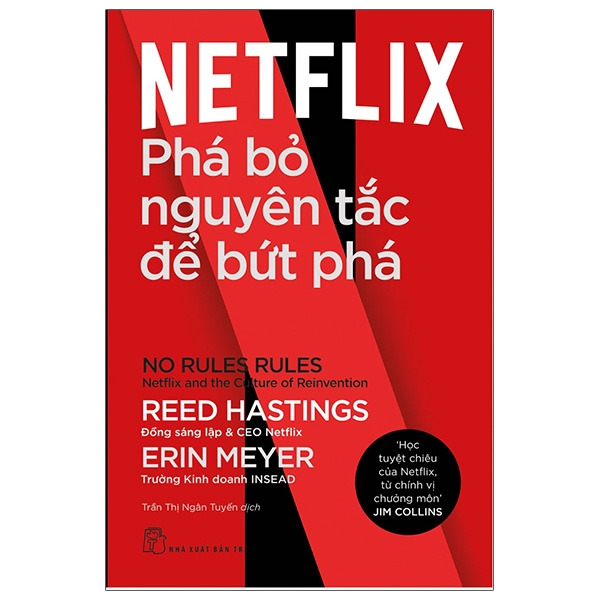 NETFLIX
Phá bỏ
nguyên tắc
để bứt phá
NO RULES RULES
Netflix and the Culture of Reinvention
REED HASTINGS
Đồng sáng lập & CEO Netflix
ERIN MEYER
Trường Kinh doanh INSEAD
Trần Thị Ngân Tuyến dịch
'Học
tuyệt chiêu
của Netflix,
từ chính vị
chưởng môn'
JIM COLLINS
NHÀ XUẤT BẢN TR